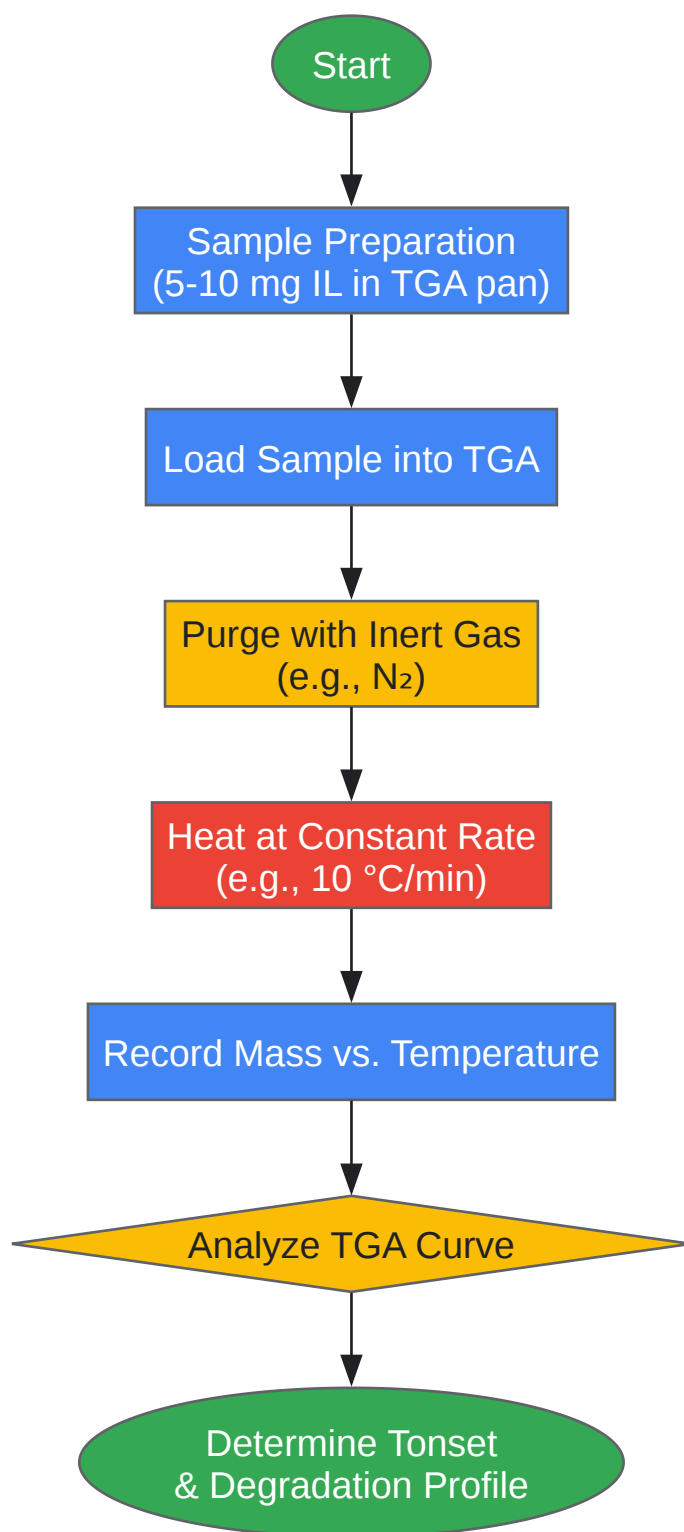 Start
Sample Preparation
(5-10 mg IL in TGA pan)
Load Sample into TGA
Purge with Inert Gas
(e.g., N₂)
Heat at Constant Rate
(e.g., 10 °C/min)
Record Mass vs. Temperature
Analyze TGA Curve
Determine Tonset
& Degradation Profile